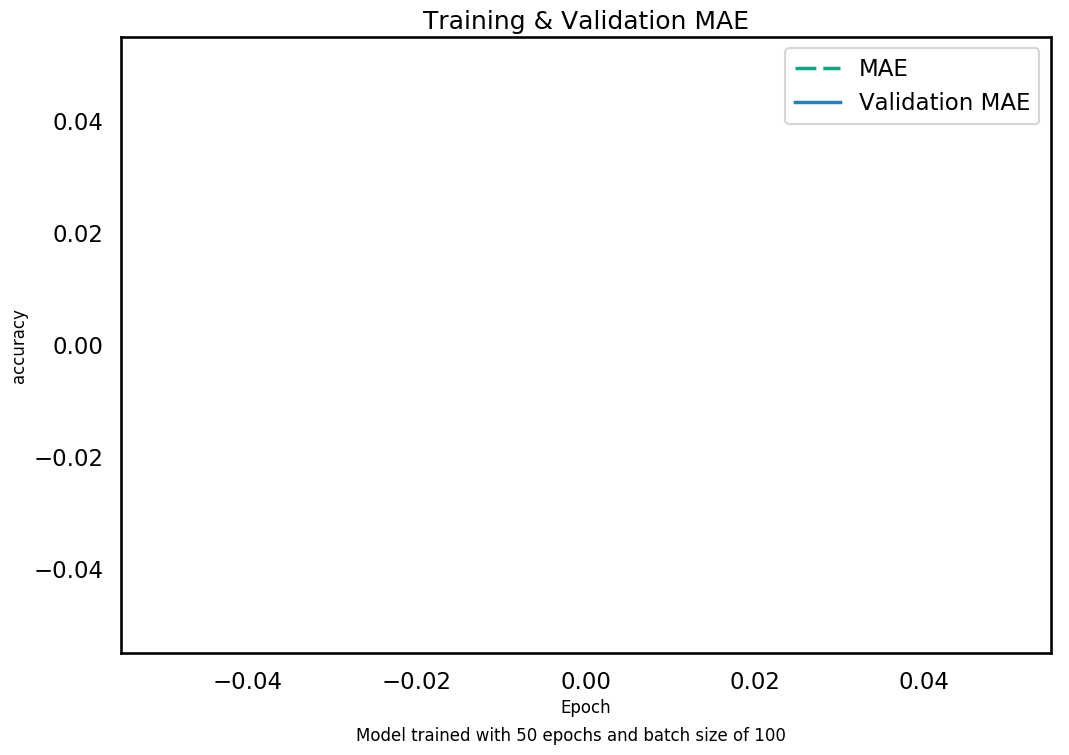 Training & Validation MAE
MAE
Validation MAE
0.04
0.02
0.00
−0.02
−0.04
accuracy
−0.04 −0.02 0.00 0.02 0.04
Epoch
Model trained with 50 epochs and batch size of 100